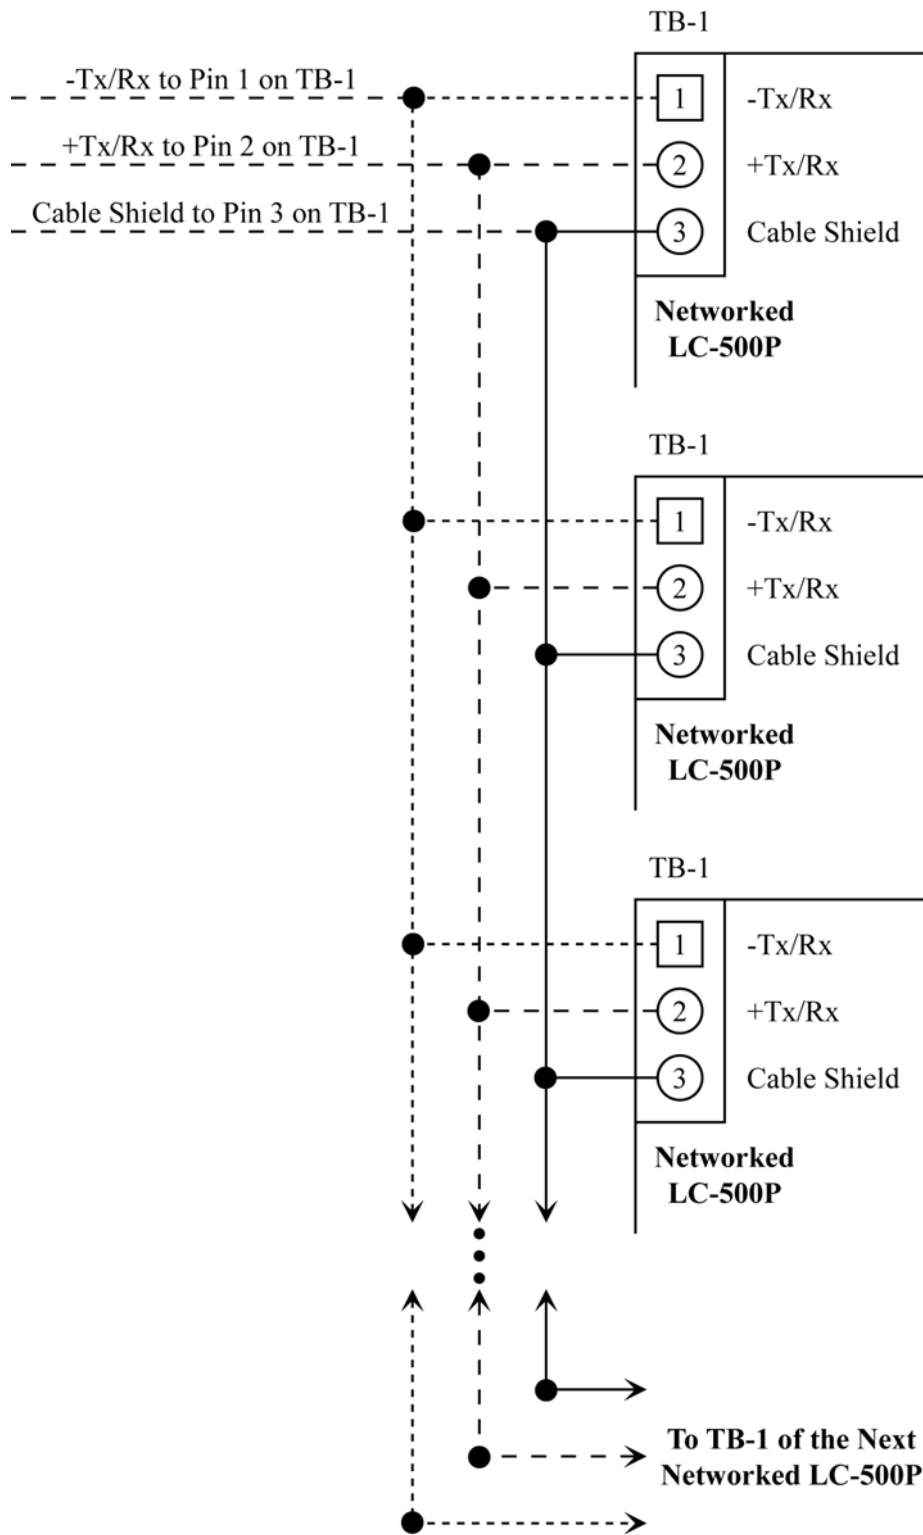 TB-1
-Tx/Rx to Pin 1 on TB-1
1 -Tx/Rx
+Tx/Rx to Pin 2 on TB-1
2 +Tx/Rx
Cable Shield to Pin 3 on TB-1
3 Cable Shield
Networked
LC-500P
TB-1
1 -Tx/Rx
2 +Tx/Rx
3 Cable Shield
Networked
LC-500P
TB-1
1 -Tx/Rx
2 +Tx/Rx
3 Cable Shield
Networked
LC-500P
To TB-1 of the Next
Networked LC-500P